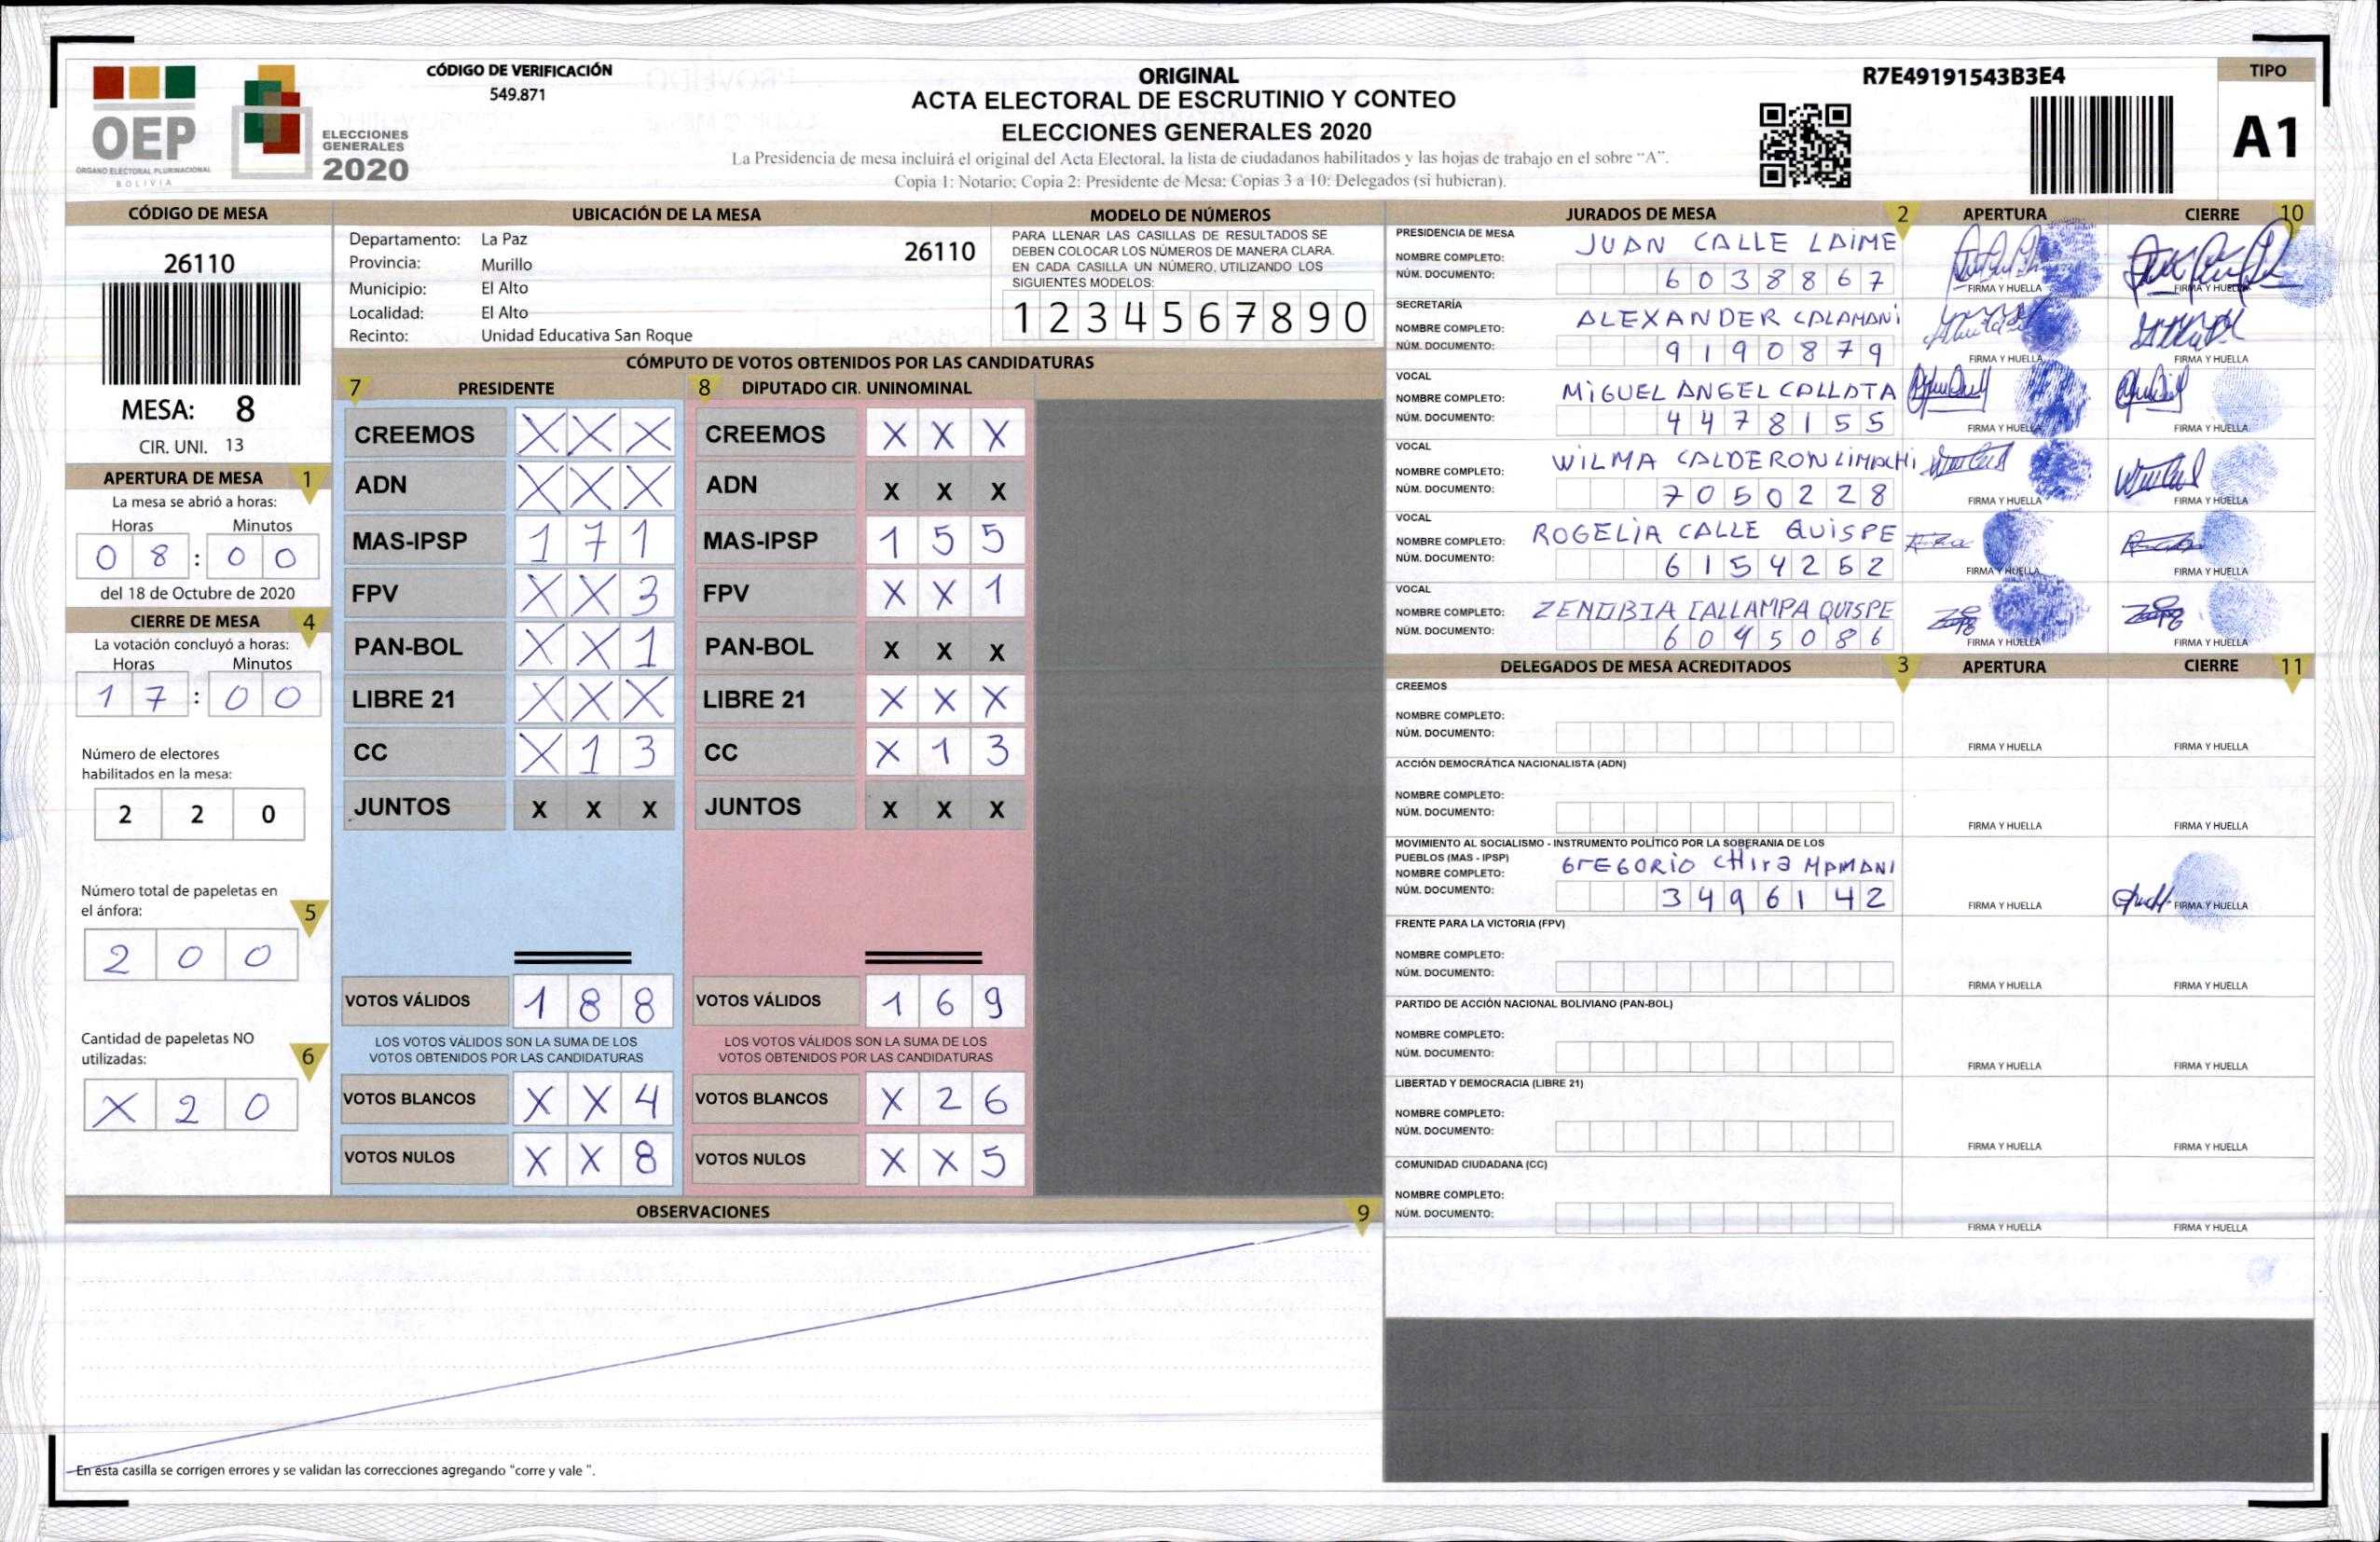 OEP
ÓRGANO ELECTORAL PLURINACIONAL
BOLIVIA
ELECCIONES
GENERALES
2020
CÓDIGO DE VERIFICACIÓN
549.871
ORIGINAL
ACTA ELECTORAL DE ESCRUTINIO Y CONTEO
ELECCIONES GENERALES 2020
La Presidencia de mesa incluirá el original del Acta Electoral, la lista de ciudadanos habilitados y las hojas de trabajo en el sobre "A".
Copia 1: Notario; Copia 2: Presidente de Mesa; Copias 3 a 10: Delegados (si hubieran).
R7E49191543B3E4
TIPO
A1
CÓDIGO DE MESA
26110
MESA: 8
CIR. UNI. 13
APERTURA DE MESA 1
La mesa se abrió a horas:
Horas Minutos
0 8 : 0 0
del 18 de Octubre de 2020
CIERRE DE MESA 4
La votación concluyó a horas:
Horas Minutos
1 7 : 0 0
Número de electores
habilitados en la mesa:
2 2 0
Número total de papeletas en
el ánfora: 5
2 0 0
Cantidad de papeletas NO
utilizadas: 6
X 2 0
UBICACIÓN DE LA MESA
Departamento: La Paz 26110
Provincia: Murillo
Municipio: El Alto
Localidad: El Alto
Recinto: Unidad Educativa San Roque
MODELO DE NÚMEROS
PARA LLENAR LAS CASILLAS DE RESULTADOS SE
DEBEN COLOCAR LOS NÚMEROS DE MANERA CLARA.
EN CADA CASILLA UN NÚMERO, UTILIZANDO LOS
SIGUIENTES MODELOS:
1 2 3 4 5 6 7 8 9 0
CÓMPUTO DE VOTOS OBTENIDOS POR LAS CANDIDATURAS
7 PRESIDENTE 8 DIPUTADO CIR. UNINOMINAL
CREEMOS X X X CREEMOS X X X
ADN X X X ADN X X X
MAS-IPSP 1 7 1 MAS-IPSP 1 5 5
FPV X X 3 FPV X X 1
PAN-BOL X X 1 PAN-BOL X X X
LIBRE 21 X X X LIBRE 21 X X X
CC X 1 3 CC X 1 3
JUNTOS X X X JUNTOS X X X
VOTOS VÁLIDOS 1 8 8 VOTOS VÁLIDOS 1 6 9
LOS VOTOS VÁLIDOS SON LA SUMA DE LOS LOS VOTOS VÁLIDOS SON LA SUMA DE LOS
VOTOS OBTENIDOS POR LAS CANDIDATURAS VOTOS OBTENIDOS POR LAS CANDIDATURAS
VOTOS BLANCOS X X 4 VOTOS BLANCOS X 2 6
VOTOS NULOS X X 8 VOTOS NULOS X X 5
OBSERVACIONES 9
En ésta casilla se corrigen errores y se validan las correcciones agregando "corre y vale ".
JURADOS DE MESA 2 APERTURA CIERRE 10
PRESIDENCIA DE MESA
NOMBRE COMPLETO: JUAN CALLE LAIME
NÚM. DOCUMENTO: 6 0 3 8 8 6 7 FIRMA Y HUELLA FIRMA Y HUELLA
SECRETARÍA
NOMBRE COMPLETO: ALEXANDER CALAMANI
NÚM. DOCUMENTO: 9 1 9 0 8 7 9 FIRMA Y HUELLA FIRMA Y HUELLA
VOCAL
NOMBRE COMPLETO: MIGUEL ANGEL CALLATA
NÚM. DOCUMENTO: 4 4 7 8 1 5 5 FIRMA Y HUELLA FIRMA Y HUELLA
VOCAL
NOMBRE COMPLETO: WILMA CALDERON LIMACHI
NÚM. DOCUMENTO: 7 0 5 0 2 2 8 FIRMA Y HUELLA FIRMA Y HUELLA
VOCAL
NOMBRE COMPLETO: ROGELIA CALLE QUISPE
NÚM. DOCUMENTO: 6 1 5 4 2 6 2 FIRMA Y HUELLA FIRMA Y HUELLA
VOCAL
NOMBRE COMPLETO: ZENOBIA CALLAMPA QUISPE
NÚM. DOCUMENTO: 6 0 4 5 0 8 6 FIRMA Y HUELLA FIRMA Y HUELLA
DELEGADOS DE MESA ACREDITADOS 3 APERTURA CIERRE 11
CREEMOS
NOMBRE COMPLETO:
NÚM. DOCUMENTO: FIRMA Y HUELLA FIRMA Y HUELLA
ACCIÓN DEMOCRÁTICA NACIONALISTA (ADN)
NOMBRE COMPLETO:
NÚM. DOCUMENTO: FIRMA Y HUELLA FIRMA Y HUELLA
MOVIMIENTO AL SOCIALISMO - INSTRUMENTO POLÍTICO POR LA SOBERANIA DE LOS
PUEBLOS (MAS - IPSP)
NOMBRE COMPLETO: GrEGORIO CHIra MAMANI
NÚM. DOCUMENTO: 3 4 9 6 1 4 2 FIRMA Y HUELLA FIRMA Y HUELLA
FRENTE PARA LA VICTORIA (FPV)
NOMBRE COMPLETO:
NÚM. DOCUMENTO: FIRMA Y HUELLA FIRMA Y HUELLA
PARTIDO DE ACCIÓN NACIONAL BOLIVIANO (PAN-BOL)
NOMBRE COMPLETO:
NÚM. DOCUMENTO: FIRMA Y HUELLA FIRMA Y HUELLA
LIBERTAD Y DEMOCRACIA (LIBRE 21)
NOMBRE COMPLETO:
NÚM. DOCUMENTO: FIRMA Y HUELLA FIRMA Y HUELLA
COMUNIDAD CIUDADANA (CC)
NOMBRE COMPLETO:
NÚM. DOCUMENTO: FIRMA Y HUELLA FIRMA Y HUELLA